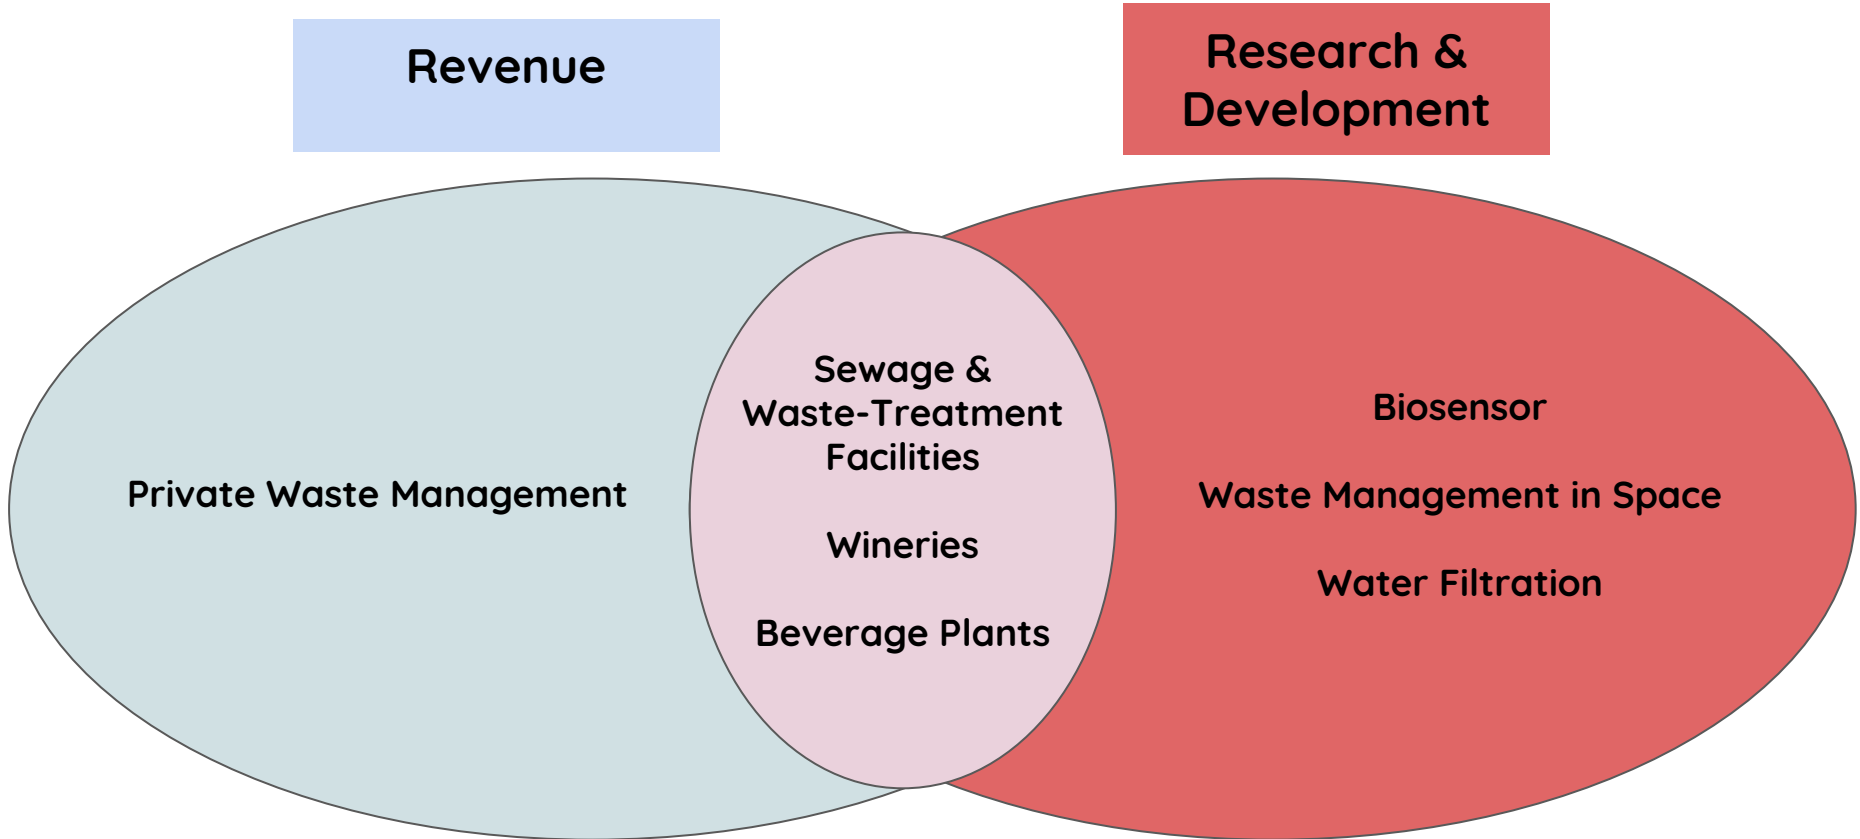 Revenue
Research &
Development
Private Waste Management
Sewage &
Waste-Treatment
Facilities
Wineries
Beverage Plants
Biosensor
Waste Management in Space
Water Filtration